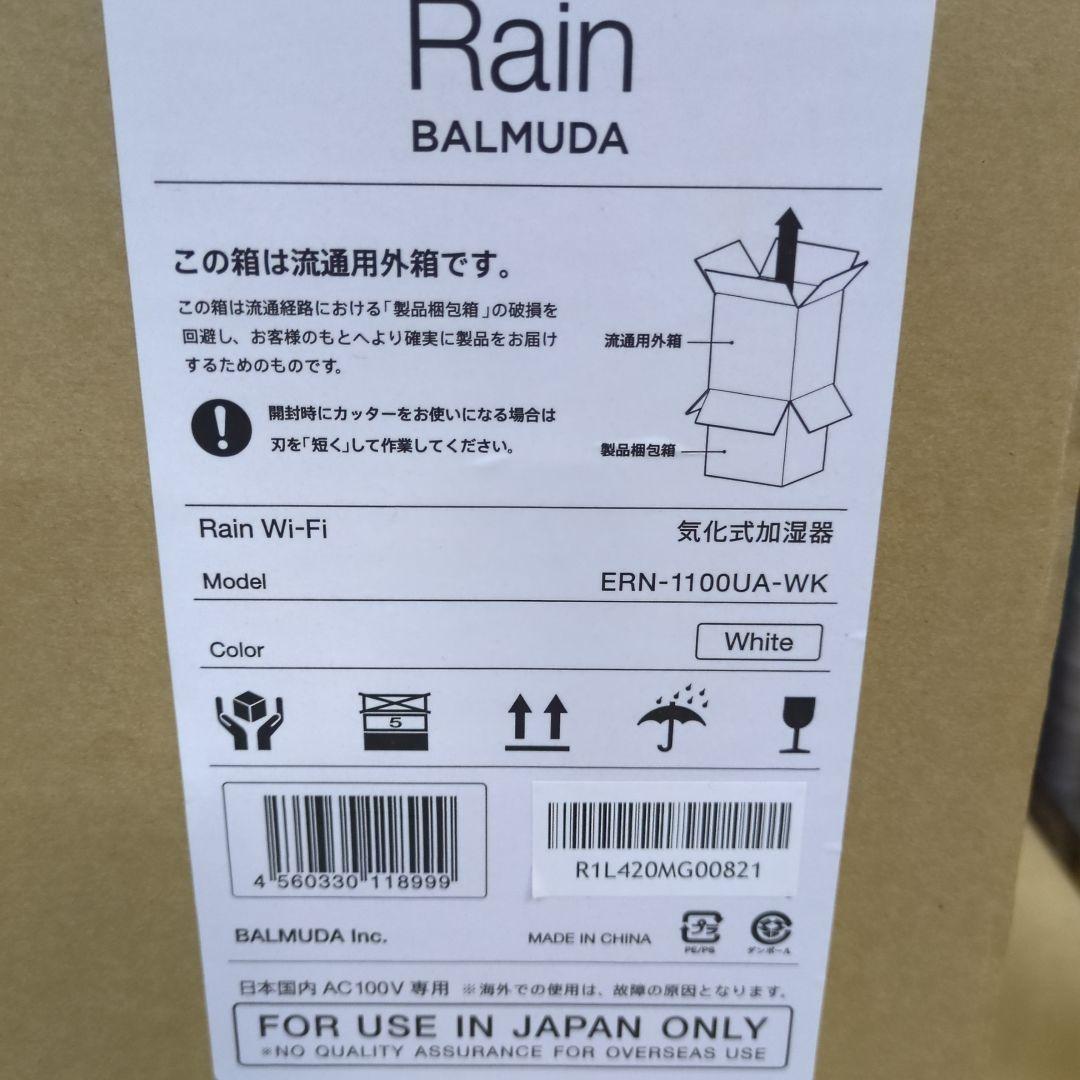 Rain
BALMUDA
この箱は流通用外箱です。
この箱は流通経路における「製品梱包箱」の破損を
回避し、お客様のもとへより確実に製品をお届け
するためのものです。
開封時にカッターをお使いになる場合は
刃を「短く」して作業してください。
流通用外箱
製品梱包箱
Rain Wi-Fi 気化式加湿器
Model ERN-1100UA-WK
Color White
5
4 560330 118999
R1L420MG00821
BALMUDA Inc. MADE IN CHINA
プラ
PE/PS
ダンボール
日本国内 AC100V 専用 ※海外での使用は、故障の原因となります。
FOR USE IN JAPAN ONLY
※NO QUALITY ASSURANCE FOR OVERSEAS USE